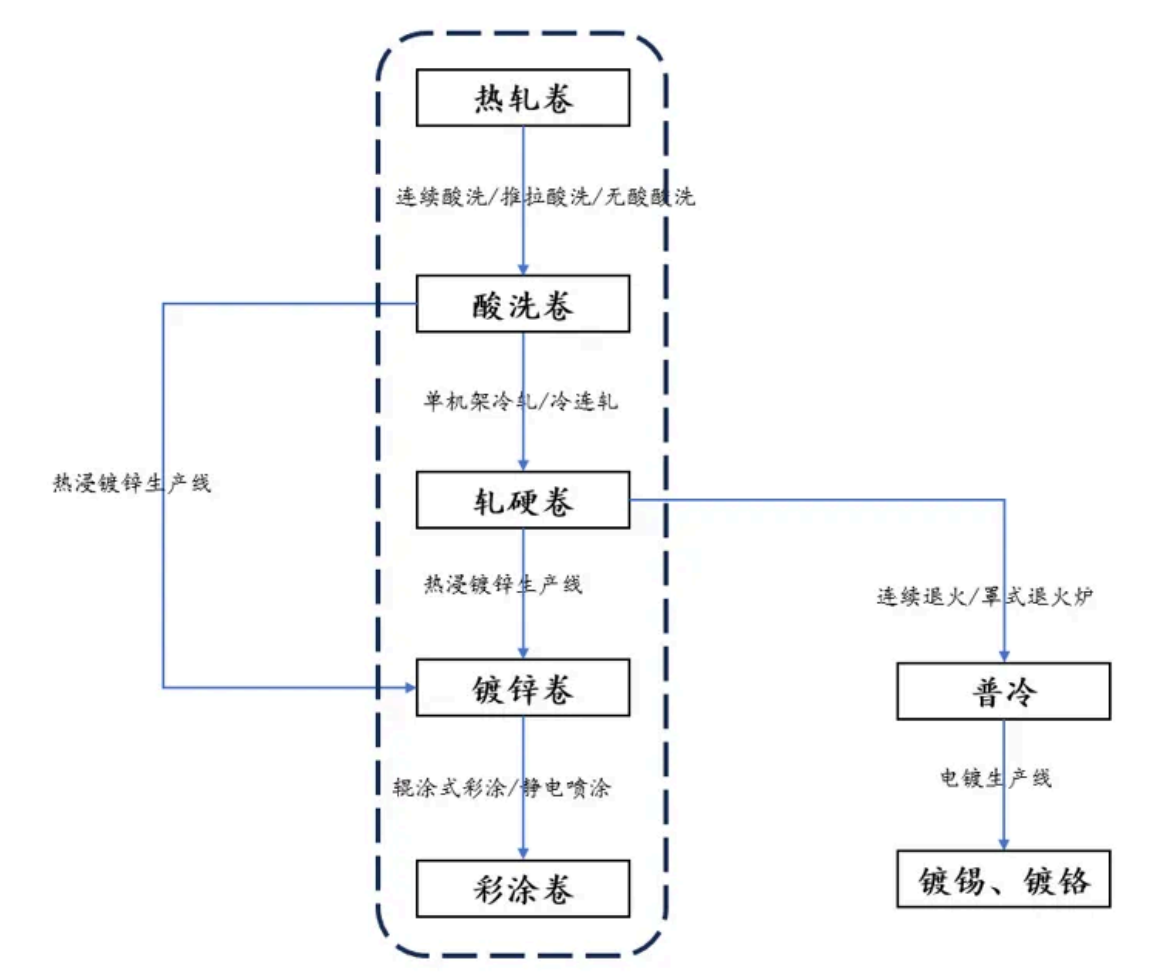 热轧卷
连续酸洗/推拉酸洗/无酸酸洗
酸洗卷
单机架冷轧/冷连轧
热浸镀锌生产线
轧硬卷
热浸镀锌生产线
连续退火/罩式退火炉
镀锌卷
普冷
辊涂式彩涂/静电喷涂
电镀生产线
彩涂卷
镀锡、镀铬